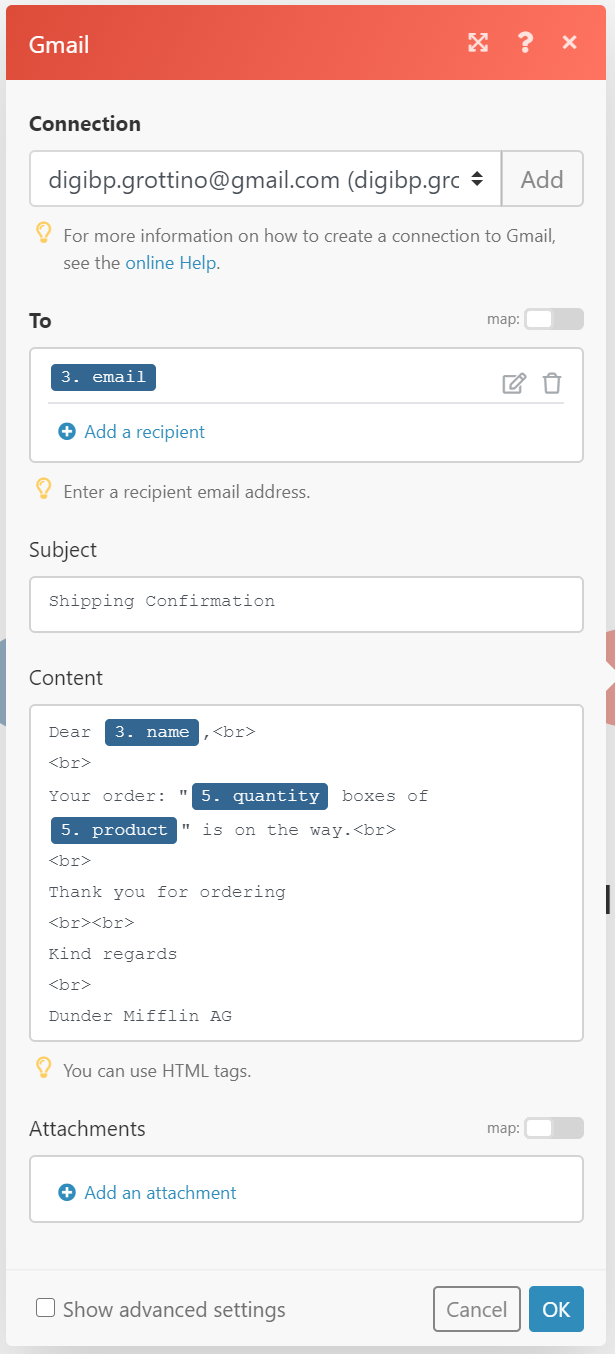 Gmail
Connection
digibp.grottino@gmail.com (digibp.grc
Add
For more information on how to create a connection to Gmail,
see the online Help.
To
map:
3. email
Add a recipient
Enter a recipient email address.
Subject
Shipping Confirmation
Content
Dear 3. name ,<br>
<br>
Your order: " 5. quantity boxes of
5. product " is on the way.<br>
<br>
Thank you for ordering
<br><br>
Kind regards
<br>
Dunder Mifflin AG
You can use HTML tags.
Attachments
map:
Add an attachment
Show advanced settings
Cancel
OK